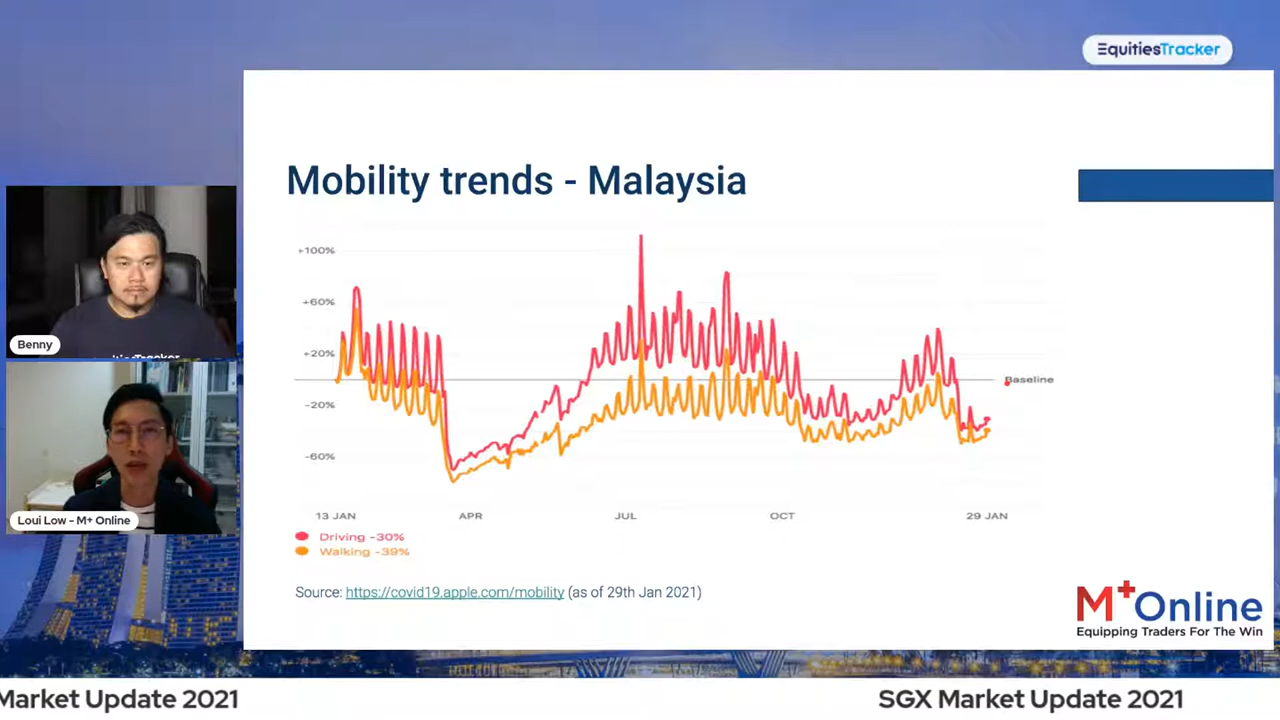 EquitiesTracker
Mobility trends - Malaysia
+100%
+60%
+20%
Baseline
-20%
-60%
13 JAN
APR
JUL
OCT
29 JAN
Driving -30%
Walking -39%
Source: https://covid19.apple.com/mobility (as of 29th Jan 2021)
M+Online
Equipping Traders For The Win
Benny
Loui Low - M+ Online
Market Update 2021
SGX Market Update 2021